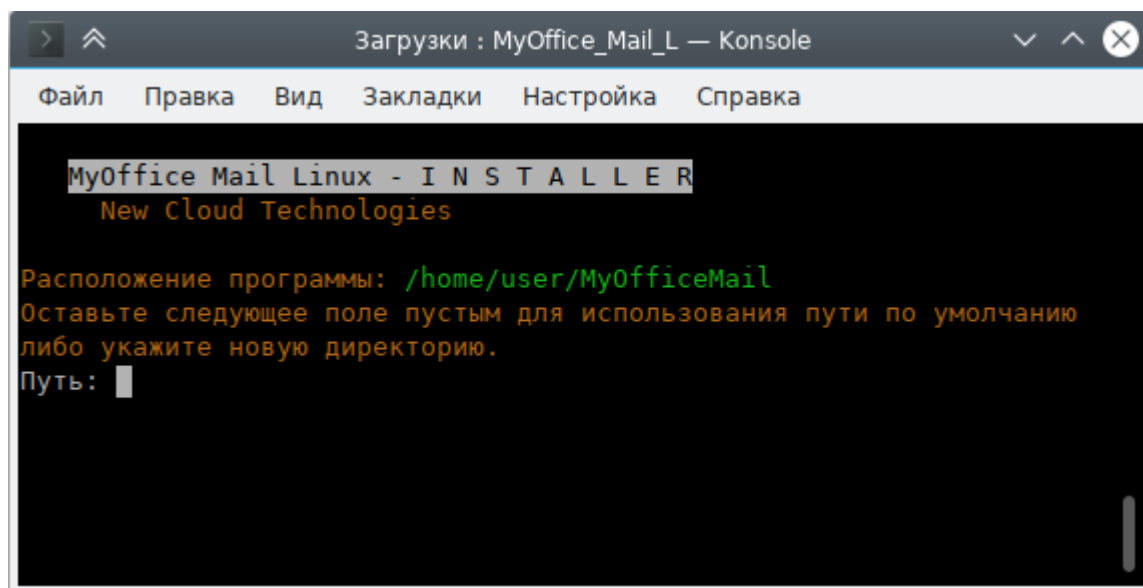 Загрузки : MyOffice_Mail_L — Konsole
Файл Правка Вид Закладки Настройка Справка
MyOffice Mail Linux - I N S T A L L E R
New Cloud Technologies
Расположение программы: /home/user/MyOfficeMail
Оставьте следующее поле пустым для использования пути по умолчанию
либо укажите новую директорию.
Путь: